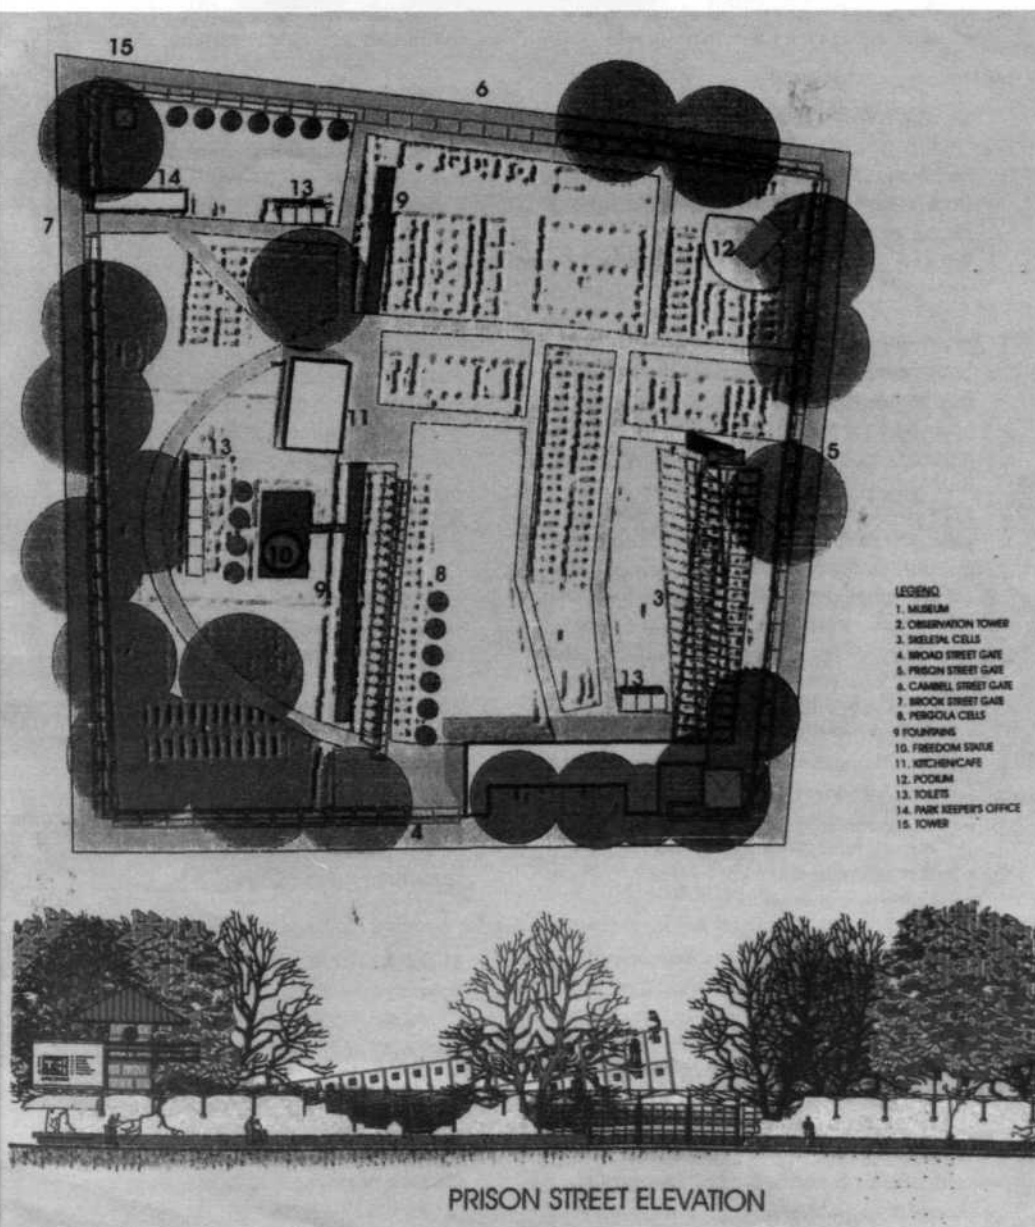 15
6
14
13
9
7
12
11
13
5
10
8
9
3
13
4
LEGEND
1. MUSEUM
2. OBSERVATION TOWER
3. SKELETAL CELLS
4. BROAD STREET GATE
5. PRISON STREET GATE
6. CAMBELL STREET GATE
7. BROOK STREET GATE
8. PERGOLA CELLS
9 FOUNTAINS
10. FREEDOM STATUE
11. KITCHEN/CAFE
12. PODIUM
13. TOILETS
14. PARK KEEPER'S OFFICE
15. TOWER
PRISON STREET ELEVATION